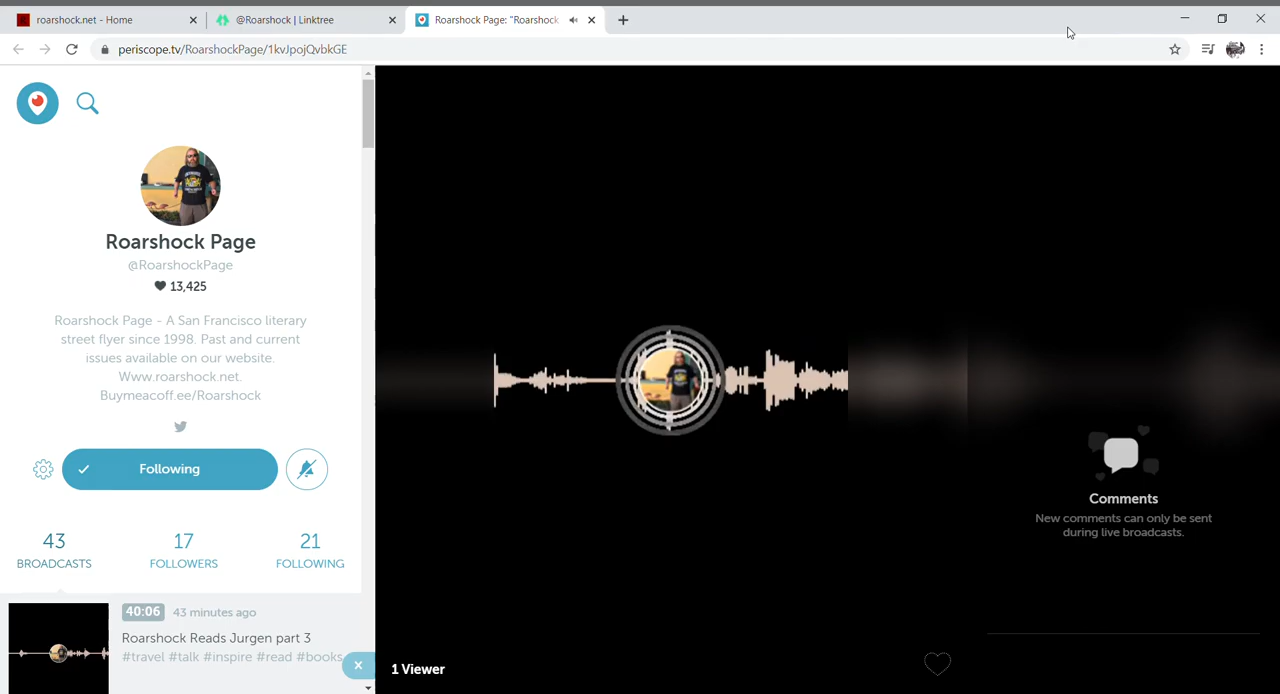 roarshock.net - Home
@Roarshock | Linktree
Roarshock Page: "Roarshock
periscope.tv/RoarshockPage/1kvJpojQvbkGE
Roarshock Page
@RoarshockPage
13,425
Roarshock Page - A San Francisco literary
street flyer since 1998. Past and current
issues available on our website.
Www.roarshock.net.
Buymeacoff.ee/Roarshock
Following
43
BROADCASTS
17
FOLLOWERS
21
FOLLOWING
40:06 43 minutes ago
Roarshock Reads Jurgen part 3
#travel #talk #inspire #read #books
1 Viewer
Comments
New comments can only be sent
during live broadcasts.